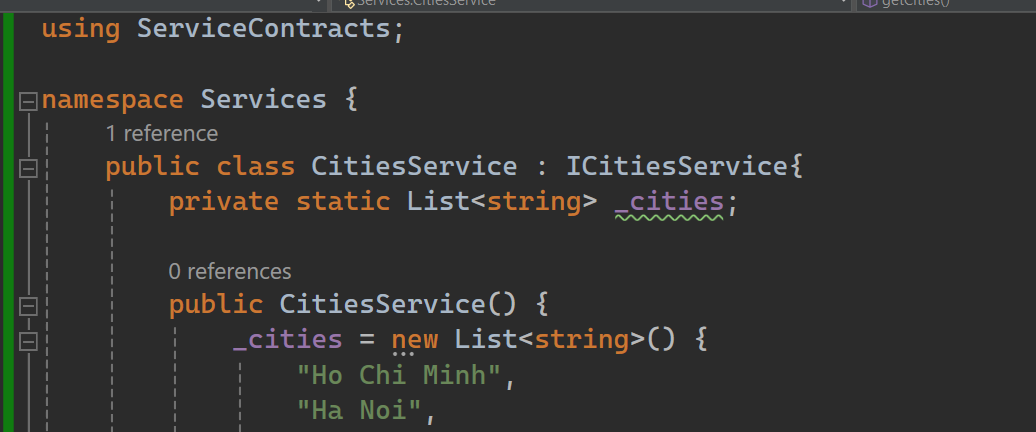 Services.CitiesService
getCities()
using ServiceContracts;
namespace Services {
1 reference
public class CitiesService : ICitiesService{
private static List<string> _cities;
0 references
public CitiesService() {
_cities = new List<string>() {
"Ho Chi Minh",
"Ha Noi",